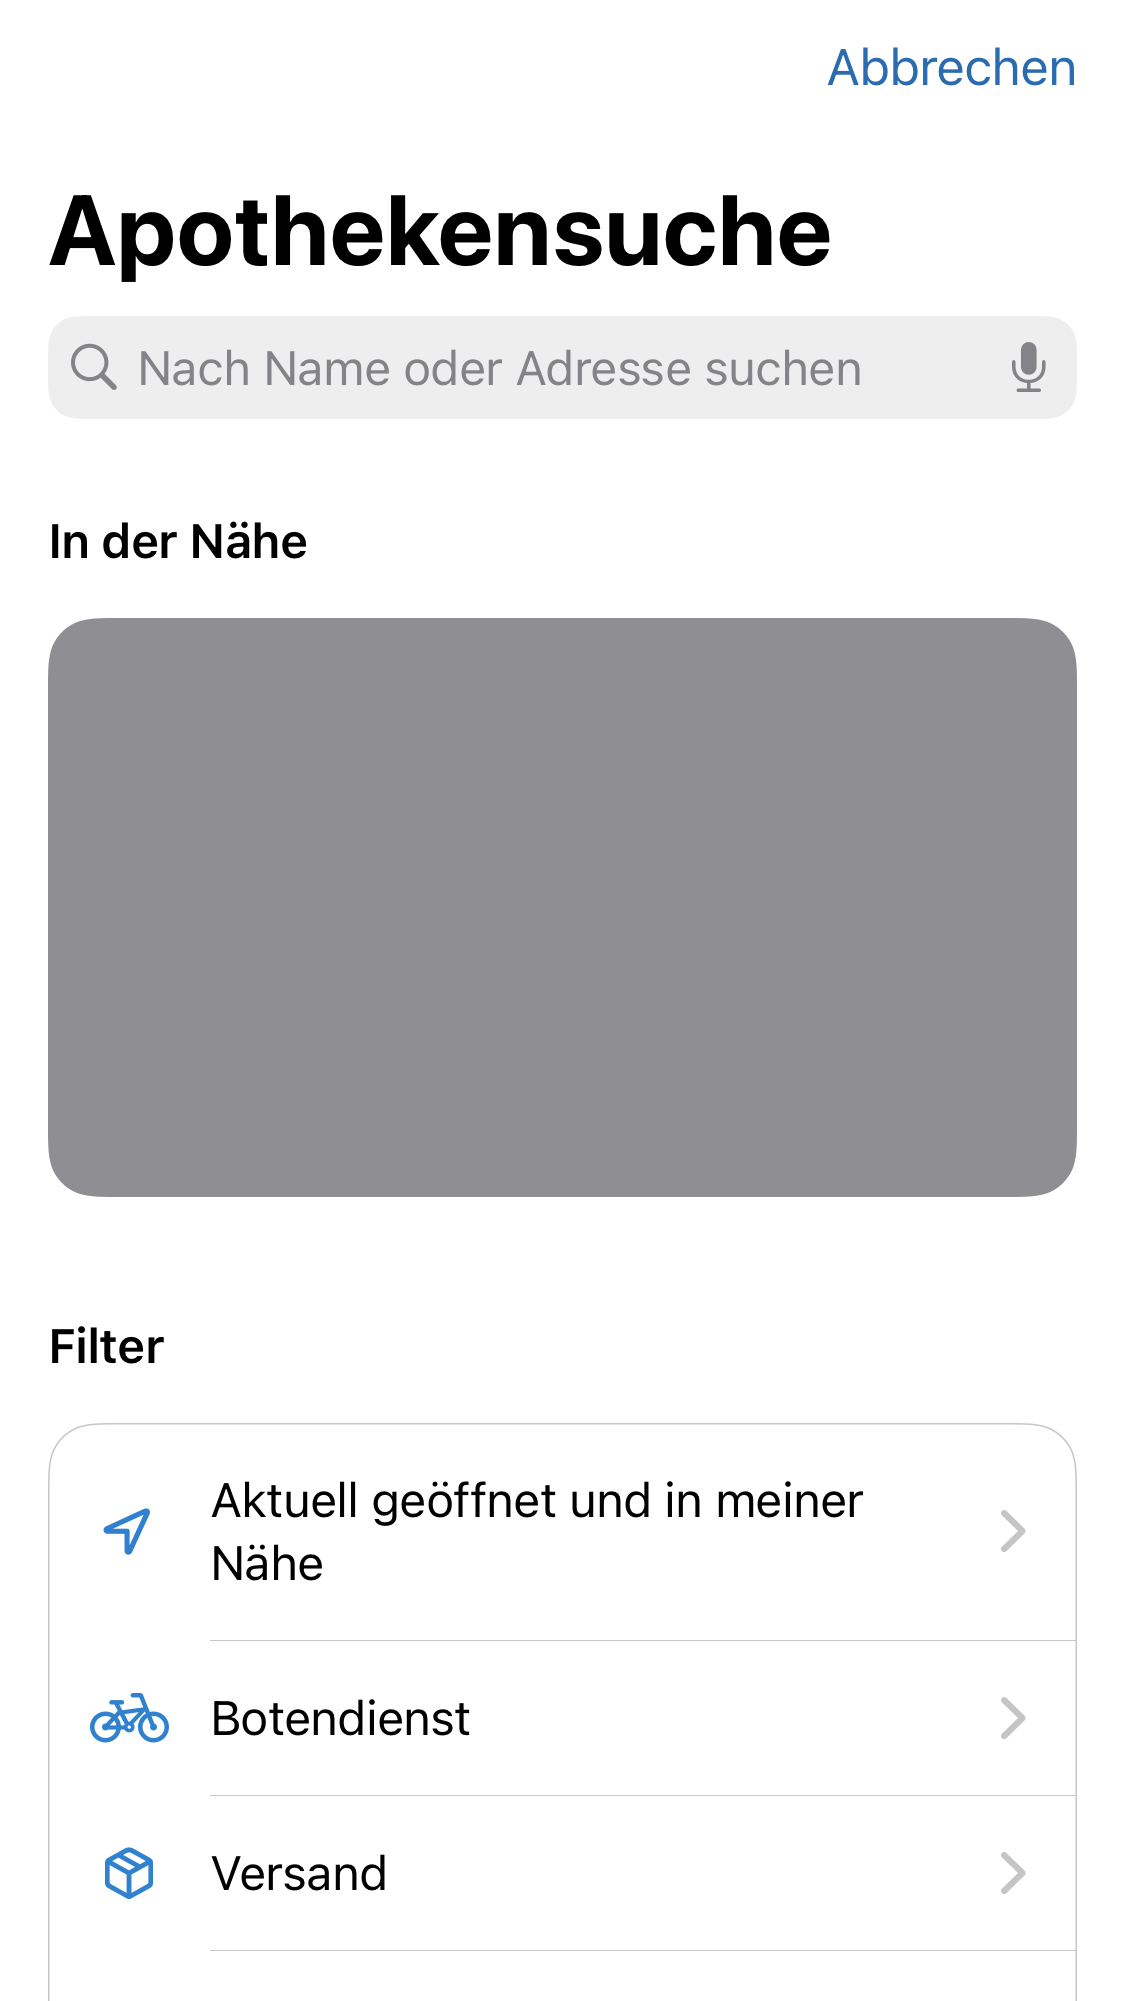 Abbrechen
Apothekensuche
Nach Name oder Adresse suchen
In der Nähe
Filter
Aktuell geöffnet und in meiner
Nähe
Botendienst
Versand